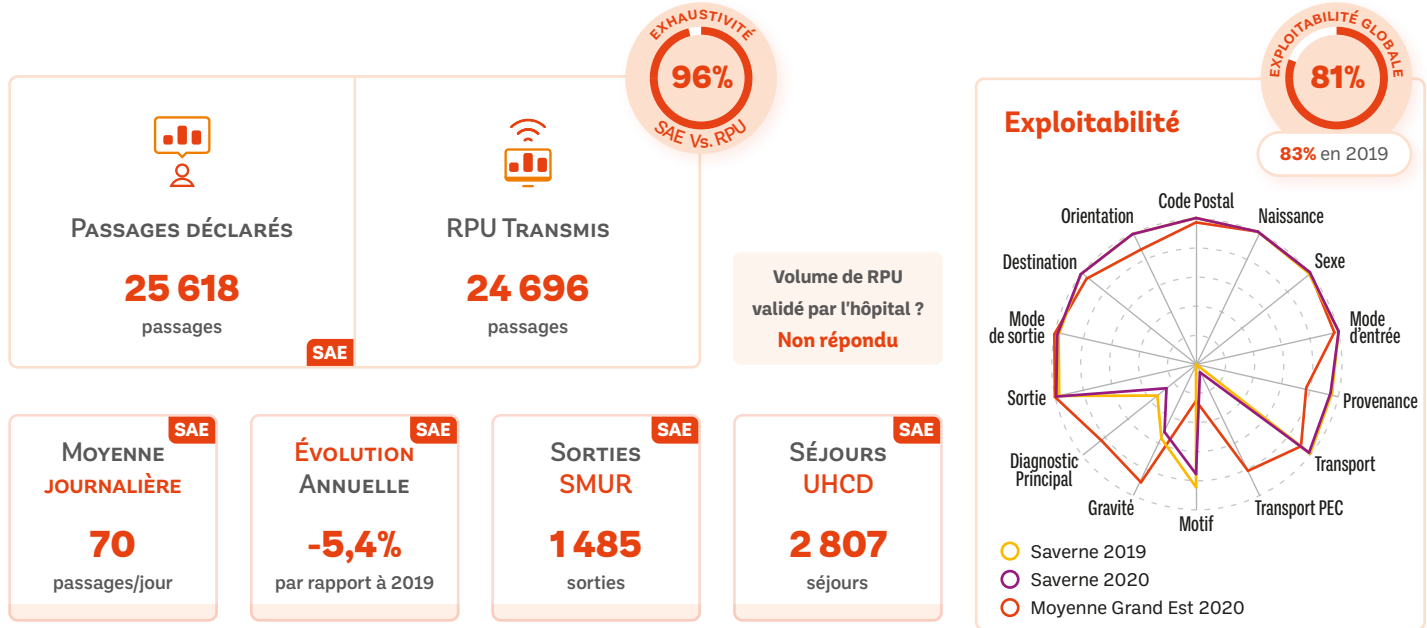 EXHAUSTIVITÉ
96%
SAE Vs. RPU
PASSAGES DÉCLARÉS
25 618
passages
SAE
RPU TRANSMIS
24 696
passages
Volume de RPU
validé par l'hôpital ?
Non répondu
MOYENNE
JOURNALIÈRE
SAE
70
passages/jour
ÉVOLUTION
ANNUELLE
SAE
-5,4%
par rapport à 2019
SORTIES
SMUR
SAE
1 485
sorties
SÉJOURS
UHCD
SAE
2 807
séjours
EXPLOITABILITÉ GLOBALE
81%
83% en 2019
Exploitabilité
Code Postal
Naissance
Sexe
Mode
d'entrée
Provenance
Transport
Transport PEC
Motif
Gravité
Diagnostic
Principal
Sortie
Mode
de sortie
Destination
Orientation
Saverne 2019
Saverne 2020
Moyenne Grand Est 2020